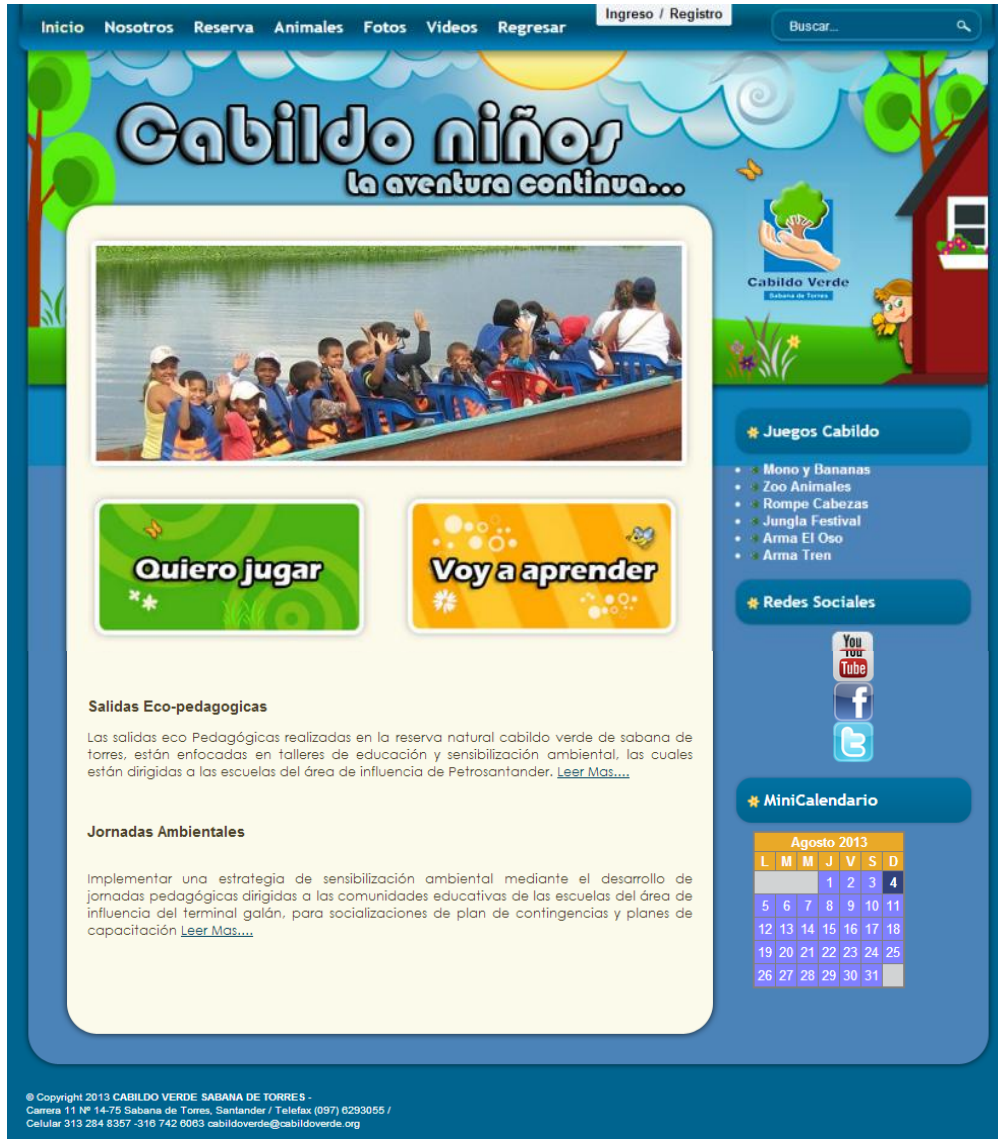 Inicio Nosotros Reserva Animales Fotos Videos Regresar
Ingreso / Registro
Buscar...
Cabildo niños
la aventura continua...
Cabildo Verde
Sabana de Torres
Quiero jugar
Voy a aprender
Salidas Eco-pedagogicas
Las salidas eco Pedagógicas realizadas en la reserva natural cabildo verde de sabana de
torres, están enfocadas en talleres de educación y sensibilización ambiental, las cuales
están dirigidas a las escuelas del área de influencia de Petrosantander. Leer Mas....
Jornadas Ambientales
Implementar una estrategia de sensibilización ambiental mediante el desarrollo de
jornadas pedagógicas dirigidas a las comunidades educativas de las escuelas del área de
influencia del terminal galán, para socializaciones de plan de contingencias y planes de
capacitación Leer Mas....
Juegos Cabildo
Mono y Bananas
Zoo Animales
Rompe Cabezas
Jungla Festival
Arma El Oso
Arma Tren
Redes Sociales
You
Tube
MiniCalendario
Agosto 2013
L M M J V S D
1 2 3 4
5 6 7 8 9 10 11
12 13 14 15 16 17 18
19 20 21 22 23 24 25
26 27 28 29 30 31
© Copyright 2013 CABILDO VERDE SABANA DE TORRES -
Carrera 11 Nº 14-75 Sabana de Torres, Santander / Telefax (097) 6293055 /
Celular 313 284 8357 -316 742 6063 cabildoverde@cabildoverde.org